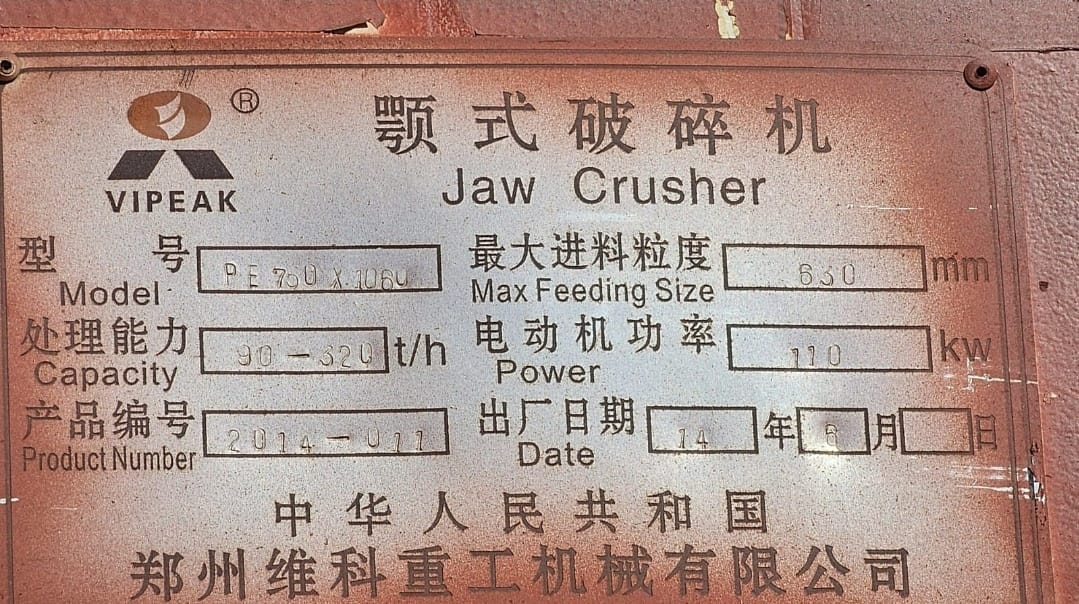 VIPEAK ®
颚式破碎机
Jaw Crusher
型号 PE 750 X 1060 最大进料粒度 630 mm
Model Max Feeding Size
处理能力 90-320 t/h 电动机功率 110 kw
Capacity Power
产品编号 2014-011 出厂日期 14 年 6 月 日
Product Number Date
中华人民共和国
郑州维科重工机械有限公司